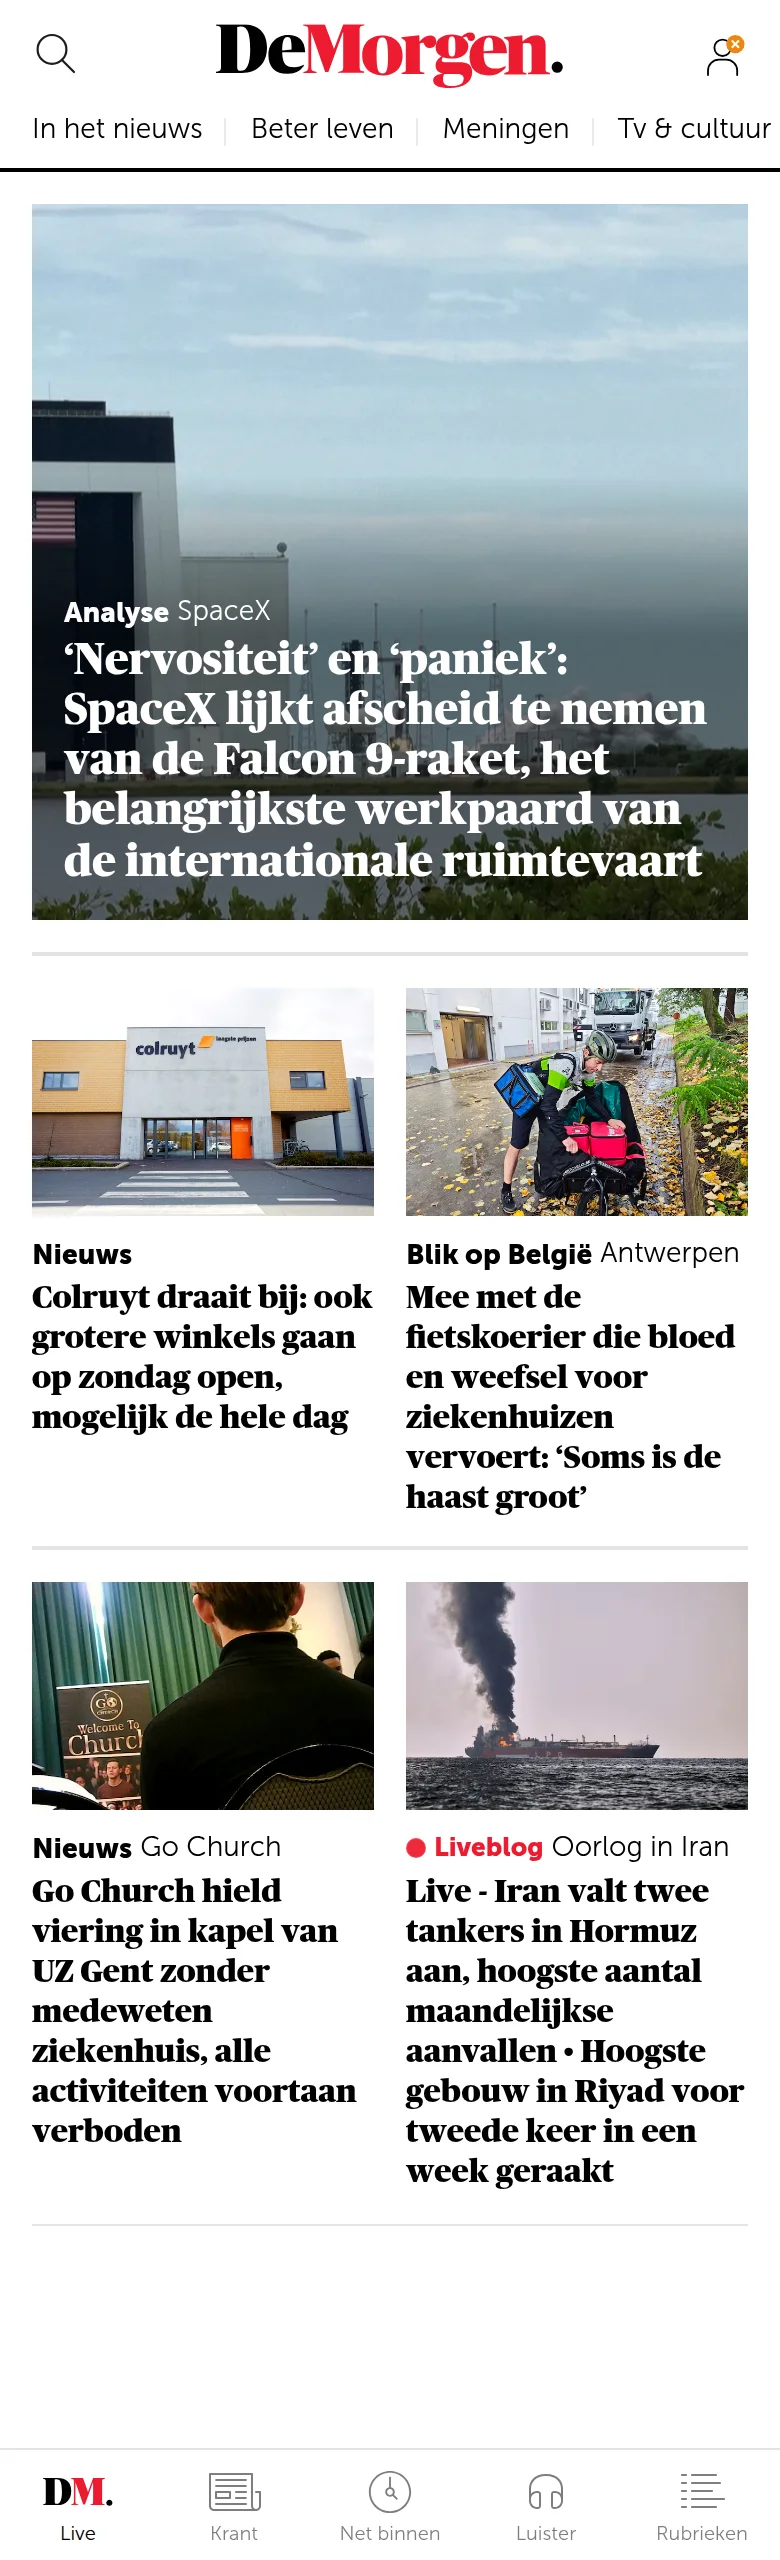 DeMorgen.
In het nieuws
Beter leven
Meningen
Tv & cultuur
Analyse SpaceX
‘Nervositeit’ en ‘paniek’:
SpaceX lijkt afscheid te nemen
van de Falcon 9-raket, het
belangrijkste werkpaard van
de internationale ruimtevaart
colruyt laagste prijzen
Nieuws
Colruyt draait bij: ook
grotere winkels gaan
op zondag open,
mogelijk de hele dag
Blik op België Antwerpen
Mee met de
fietskoerier die bloed
en weefsel voor
ziekenhuizen
vervoert: ‘Soms is de
haast groot’
GO
CHURCH
Welcome To
Church
Nieuws Go Church
Go Church hield
viering in kapel van
UZ Gent zonder
medeweten
ziekenhuis, alle
activiteiten voortaan
verboden
Liveblog Oorlog in Iran
Live - Iran valt twee
tankers in Hormuz
aan, hoogste aantal
maandelijkse
aanvallen • Hoogste
gebouw in Riyad voor
tweede keer in een
week geraakt
DM.
Live
Krant
Net binnen
Luister
Rubrieken